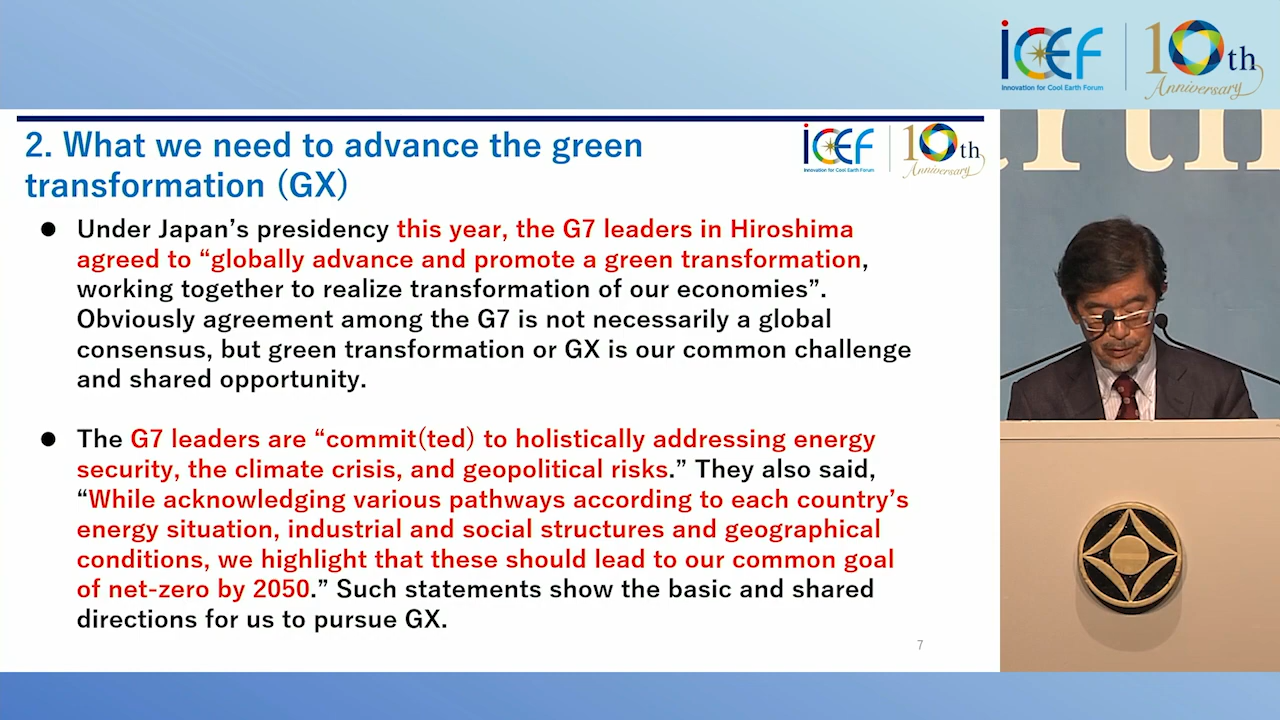 ICEF
Innovation for Cool Earth Forum
10th
Anniversary
2. What we need to advance the green
transformation (GX)
ICEF
Innovation for Cool Earth Forum
10th
Anniversary
● Under Japan’s presidency this year, the G7 leaders in Hiroshima
agreed to “globally advance and promote a green transformation,
working together to realize transformation of our economies”.
Obviously agreement among the G7 is not necessarily a global
consensus, but green transformation or GX is our common challenge
and shared opportunity.
● The G7 leaders are “commit(ted) to holistically addressing energy
security, the climate crisis, and geopolitical risks.” They also said,
“While acknowledging various pathways according to each country’s
energy situation, industrial and social structures and geographical
conditions, we highlight that these should lead to our common goal
of net-zero by 2050.” Such statements show the basic and shared
directions for us to pursue GX.
7